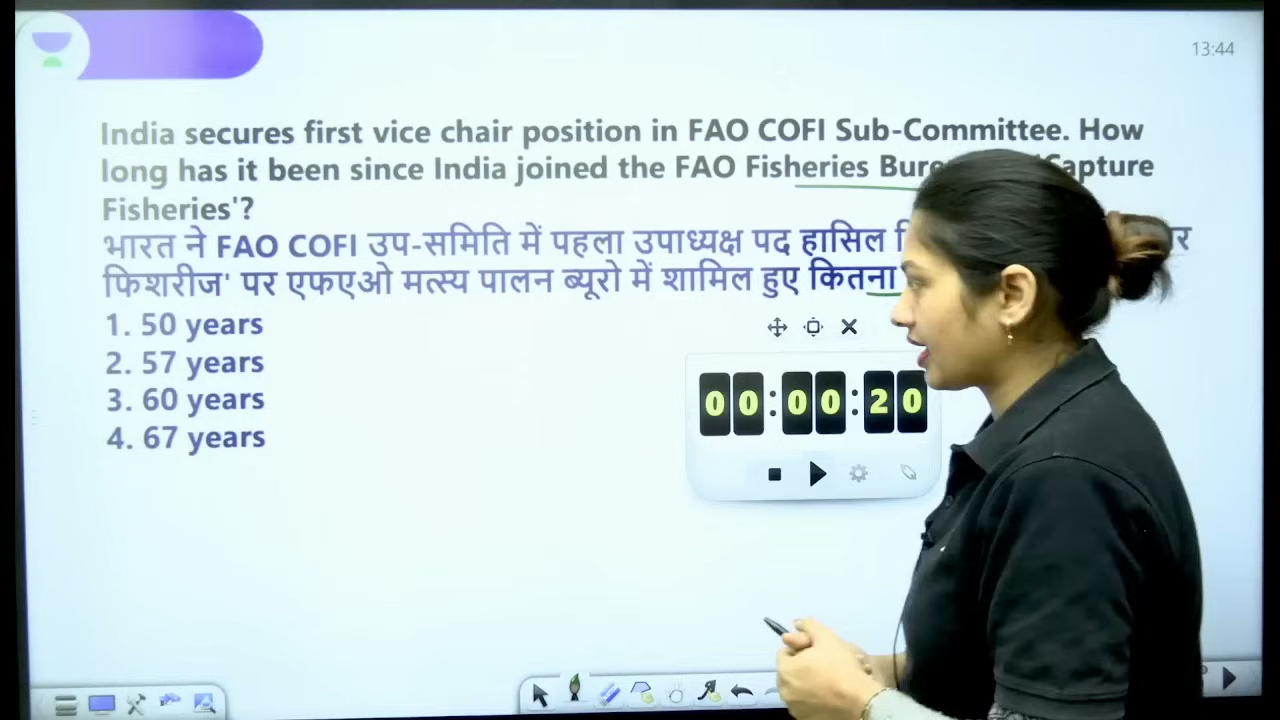 13:44
India secures first vice chair position in FAO COFI Sub-Committee. How
long has it been since India joined the FAO Fisheries apture
Fisheries'?
भारत ने FAO COFI उप-समिति में पहला उपाध्यक्ष पद हासिल
फिशरीज' पर एफएओ मत्स्य पालन ब्यूरो में शामिल हुए कितना
1. 50 years
2. 57 years
3. 60 years
4. 67 years
00:00:20